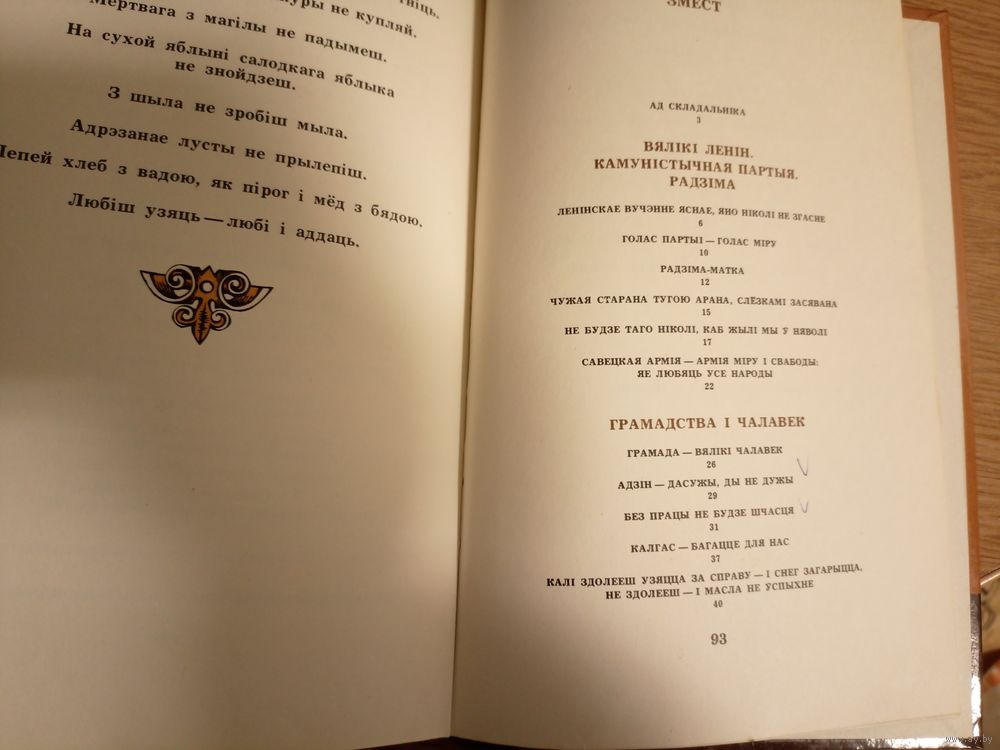 не купляй.
Мёртвага з магілы не падымеш.
На сухой яблыні салодкага яблыка
не знойдзеш.
З шыла не зробіш мыла.
Адрэзанае лусты не прылепіш.
Лепей хлеб з вадою, як пірог і мёд з бядою.
Любіш узяць — любі і аддаць.
ЗМЕСТ
АД СКЛАДАЛЬНІКА
3
ВЯЛІКІ ЛЕНІН.
КАМУНІСТЫЧНАЯ ПАРТЫЯ.
РАДЗІМА
ЛЕНІНСКАЕ ВУЧЭННЕ ЯСНАЕ, ЯНО НІКОЛІ НЕ ЗГАСНЕ
6
ГОЛАС ПАРТЫІ — ГОЛАС МІРУ
10
РАДЗІМА-МАТКА
12
ЧУЖАЯ СТАРАНА ТУГОЮ АРАНА, СЛЁЗКАМІ ЗАСЯВАНА
15
НЕ БУДЗЕ ТАГО НІКОЛІ, КАБ ЖЫЛІ МЫ Ў НЯВОЛІ
17
САВЕЦКАЯ АРМІЯ — АРМІЯ МІРУ І СВАБОДЫ:
ЯЕ ЛЮБЯЦЬ УСЕ НАРОДЫ
22
ГРАМАДСТВА І ЧАЛАВЕК
ГРАМАДА — ВЯЛІКІ ЧАЛАВЕК
26
АДЗІН — ДАСУЖЫ, ДЫ НЕ ДУЖЫ
29
БЕЗ ПРАЦЫ НЕ БУДЗЕ ШЧАСЦЯ
31
КАЛГАС — БАГАЦЦЕ ДЛЯ НАС
37
КАЛІ ЗДОЛЕЕШ УЗЯЦЦА ЗА СПРАВУ — І СНЕГ ЗАГАРЫЦЦА,
НЕ ЗДОЛЕЕШ — І МАСЛА НЕ ЎСПЫХНЕ
40
93
www.ay.by